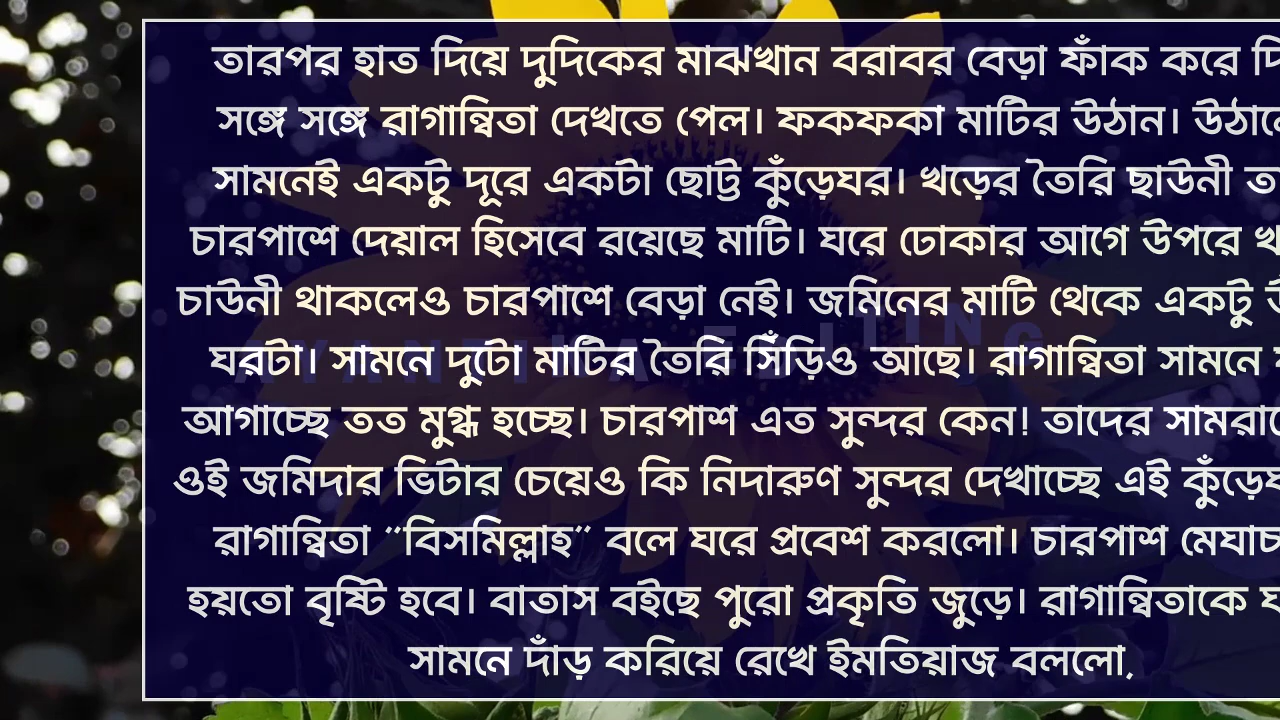 তারপর হাত দিয়ে দুদিকের মাঝখান বরাবর বেড়া ফাঁক করে
সঙ্গে সঙ্গে রাগান্বিতা দেখতে পেল। ফকফকা মাটির উঠান।
সামনেই একটু দূরে একটা ছোট্ট কুঁড়েঘর। খড়ের তৈরি ছাউনী
চারপাশে দেয়াল হিসেবে রয়েছে মাটি। ঘরে ঢোকার আগে উপরে
চাউনী থাকলেও চারপাশে বেড়া নেই। জমিনের মাটি থেকে একটু
ঘরটা। সামনে দুটো মাটির তৈরি সিঁড়িও আছে। রাগান্বিতা সামনে
আগাচ্ছে তত মুগ্ধ হচ্ছে। চারপাশ এত সুন্দর কেন! তাদের
ওই জমিদার ভিটার চেয়েও কি নিদারুণ সুন্দর দেখাচ্ছে এই
রাগান্বিতা “বিসমিল্লাহ” বলে ঘরে প্রবেশ করলো। চারপাশ
হয়তো বৃষ্টি হবে। বাতাস বইছে পুরো প্রকৃতি জুড়ে। রাগান্বিতাকে
সামনে দাঁড় করিয়ে রেখে ইমতিয়াজ বললো,